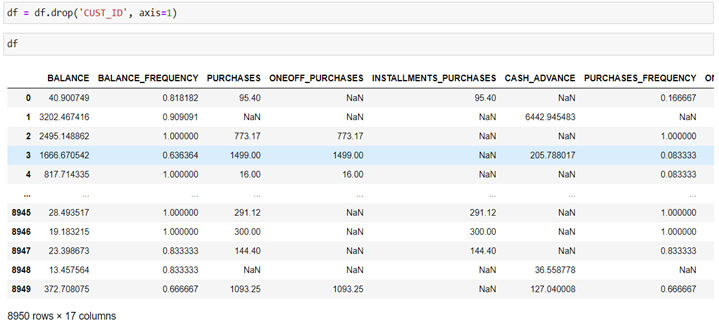 df = df.drop('CUST_ID', axis=1)
df
BALANCE BALANCE_FREQUENCY PURCHASES ONEOFF_PURCHASES INSTALLMENTS_PURCHASES CASH_ADVANCE PURCHASES_FREQUENCY
0 40.900749 0.818182 95.40 NaN 95.40 NaN 0.166667
1 3202.467416 0.909091 NaN NaN NaN 6442.945483 NaN
2 2495.148862 1.000000 773.17 773.17 NaN NaN 1.000000
3 1666.670542 0.636364 1499.00 1499.00 NaN 205.788017 0.083333
4 817.714335 1.000000 16.00 16.00 NaN NaN 0.083333
... ... ... ... ... ... ... ...
8945 28.493517 1.000000 291.12 NaN 291.12 NaN 1.000000
8946 19.183215 1.000000 300.00 NaN 300.00 NaN 1.000000
8947 23.398673 0.833333 144.40 NaN 144.40 NaN 0.833333
8948 13.457564 0.833333 NaN NaN NaN 36.558778 NaN
8949 372.708075 0.666667 1093.25 1093.25 NaN 127.040008 0.666667
8950 rows × 17 columns